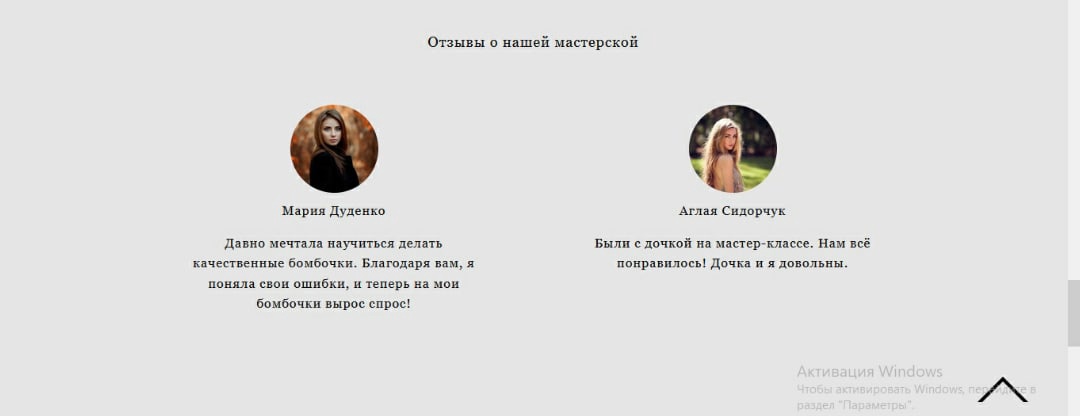 Отзывы о нашей мастерской
Мария Дуденко
Давно мечтала научиться делать
качественные бомбочки. Благодаря вам, я
поняла свои ошибки, и теперь на мои
бомбочки вырос спрос!
Аглая Сидорчук
Были с дочкой на мастер-классе. Нам всё
понравилось! Дочка и я довольны.
Активация Windows
Чтобы активировать Windows, перейдите в
раздел "Параметры".